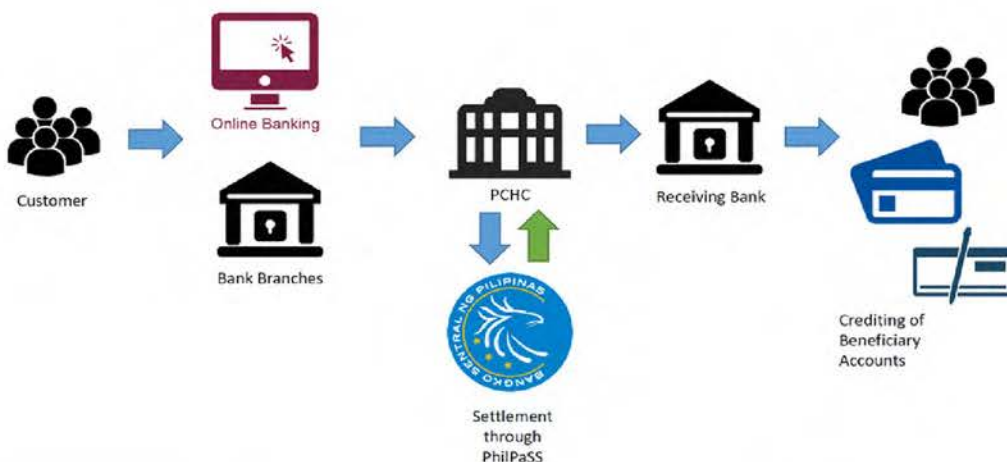 Customer
Online Banking
Bank Branches
PCHC
BANGKO SENTRAL NG PILIPINAS
Settlement
through
PhilPaSS
Receiving Bank
Crediting of
Beneficiary
Accounts